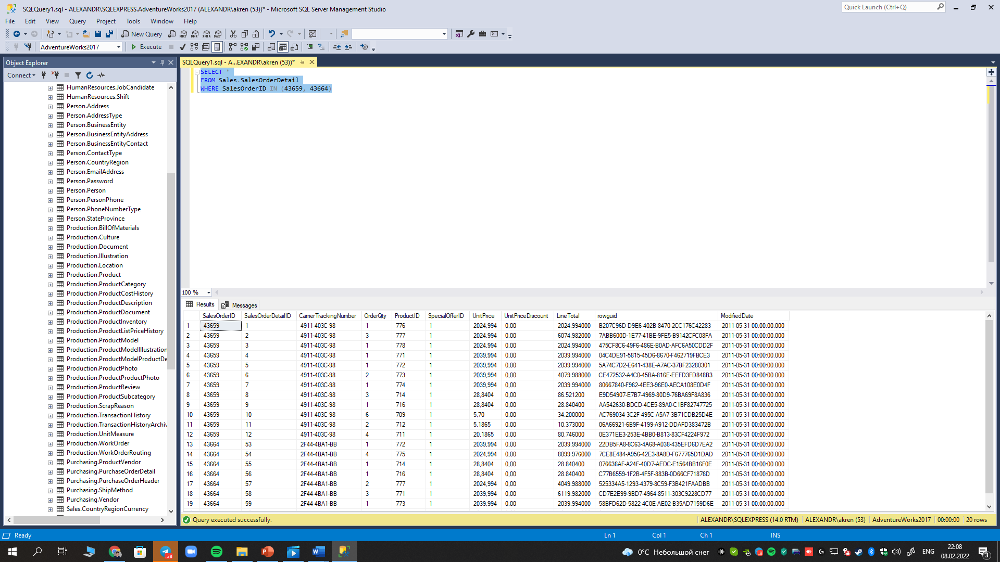 SQLQuery1.sql - ALEXANDR\SQLEXPRESS.AdventureWorks2017 (ALEXANDR\akren (53))* - Microsoft SQL Server Management Studio
Quick Launch (Ctrl+Q)
File Edit View Query Project Tools Window Help
New Query
MDX DMX XMLA DAX
AdventureWorks2017
Execute
Object Explorer
SQLQuery1.sql - A...EXANDR\akren (53))*
Connect
SELECT *
FROM Sales.SalesOrderDetail
WHERE SalesOrderID IN (43659, 43664)
HumanResources.JobCandidate
HumanResources.Shift
Person.Address
Person.AddressType
Person.BusinessEntity
Person.BusinessEntityAddress
Person.BusinessEntityContact
Person.ContactType
Person.CountryRegion
Person.EmailAddress
Person.Password
Person.Person
Person.PersonPhone
Person.PhoneNumberType
Person.StateProvince
Production.BillOfMaterials
Production.Culture
Production.Document
Production.Illustration
Production.Location
Production.Product
Production.ProductCategory
Production.ProductCostHistory
Production.ProductDescription
Production.ProductDocument
Production.ProductInventory
Production.ProductListPriceHistory
Production.ProductModel
Production.ProductModelIllustration
Production.ProductModelProductDe
Production.ProductPhoto
Production.ProductProductPhoto
Production.ProductReview
Production.ProductSubcategory
Production.ScrapReason
Production.TransactionHistory
Production.TransactionHistoryArchiv
Production.UnitMeasure
Production.WorkOrder
Production.WorkOrderRouting
Purchasing.ProductVendor
Purchasing.PurchaseOrderDetail
Purchasing.PurchaseOrderHeader
Purchasing.ShipMethod
Purchasing.Vendor
Sales.CountryRegionCurrency
100 %
Results Messages
SalesOrderID SalesOrderDetailID CarrierTrackingNumber OrderQty ProductID SpecialOfferID UnitPrice UnitPriceDiscount LineTotal rowguid ModifiedDate
1 43659 1 4911-403C-98 1 776 1 2024,994 0,00 2024.994000 B207C96D-D9E6-402B-8470-2CC176C42283 2011-05-31 00:00:00.000
2 43659 2 4911-403C-98 3 777 1 2024,994 0,00 6074.982000 7ABB600D-1E77-41BE-9FE5-B9142CFC08FA 2011-05-31 00:00:00.000
3 43659 3 4911-403C-98 1 778 1 2024,994 0,00 2024.994000 475CF8C6-49F6-486E-B0AD-AFC6A50CDD2F 2011-05-31 00:00:00.000
4 43659 4 4911-403C-98 1 771 1 2039,994 0,00 2039.994000 04C4DE91-5815-45D6-8670-F462719FBCE3 2011-05-31 00:00:00.000
5 43659 5 4911-403C-98 1 772 1 2039,994 0,00 2039.994000 5A74C7D2-E641-438E-A7AC-37BF23280301 2011-05-31 00:00:00.000
6 43659 6 4911-403C-98 2 773 1 2039,994 0,00 4079.988000 CE472532-A4C0-45BA-816E-EEFD3FD848B3 2011-05-31 00:00:00.000
7 43659 7 4911-403C-98 1 774 1 2039,994 0,00 2039.994000 80667840-F962-4EE3-96E0-AECA108E0D4F 2011-05-31 00:00:00.000
8 43659 8 4911-403C-98 3 714 1 28,8404 0,00 86.521200 E9D54907-E7B7-4969-80D9-76BA69F8A836 2011-05-31 00:00:00.000
9 43659 9 4911-403C-98 1 716 1 28,8404 0,00 28.840400 AA542630-BDCD-4CE5-89A0-C1BF82747725 2011-05-31 00:00:00.000
10 43659 10 4911-403C-98 6 709 1 5,70 0,00 34.200000 AC769034-3C2F-495C-A5A7-3B71CDB25D4E 2011-05-31 00:00:00.000
11 43659 11 4911-403C-98 2 712 1 5,1865 0,00 10.373000 06A66921-6B9F-4199-A912-DDAFD383472B 2011-05-31 00:00:00.000
12 43659 12 4911-403C-98 4 711 1 20,1865 0,00 80.746000 0E371EE3-253E-4BB0-B813-83CF4224F972 2011-05-31 00:00:00.000
13 43664 53 2F44-4BA1-BB 1 772 1 2039,994 0,00 2039.994000 22DB5FA8-8C63-4A68-A038-435EFD6D7EA2 2011-05-31 00:00:00.000
14 43664 54 2F44-4BA1-BB 4 775 1 2024,994 0,00 8099.976000 7CE8E484-A956-42E3-8A8D-F677765D1DAD 2011-05-31 00:00:00.000
15 43664 55 2F44-4BA1-BB 1 714 1 28,8404 0,00 28.840400 076636AF-A24F-40D7-AEDC-E1564BB16F0E 2011-05-31 00:00:00.000
16 43664 56 2F44-4BA1-BB 1 716 1 28,8404 0,00 28.840400 C77B6559-1F2B-4F5F-883B-0D66CF71876D 2011-05-31 00:00:00.000
17 43664 57 2F44-4BA1-BB 2 777 1 2024,994 0,00 4049.988000 525334A5-1293-4379-8C59-F3B421FAADBB 2011-05-31 00:00:00.000
18 43664 58 2F44-4BA1-BB 3 771 1 2039,994 0,00 6119.982000 CD7E2E99-9BD7-4964-8511-303C9228CD77 2011-05-31 00:00:00.000
19 43664 59 2F44-4BA1-BB 1 773 1 2039,994 0,00 2039.994000 58BFD62D-5822-4C0E-AE02-B35AD7159D6E 2011-05-31 00:00:00.000
Query executed successfully. ALEXANDR\SQLEXPRESS (14.0 RTM) ALEXANDR\akren (53) AdventureWorks2017 00:00:00 20 rows
Ready Ln 1 Col 1 Ch 1 INS
0°C Небольшой снег ENG 22:08
08.02.2022